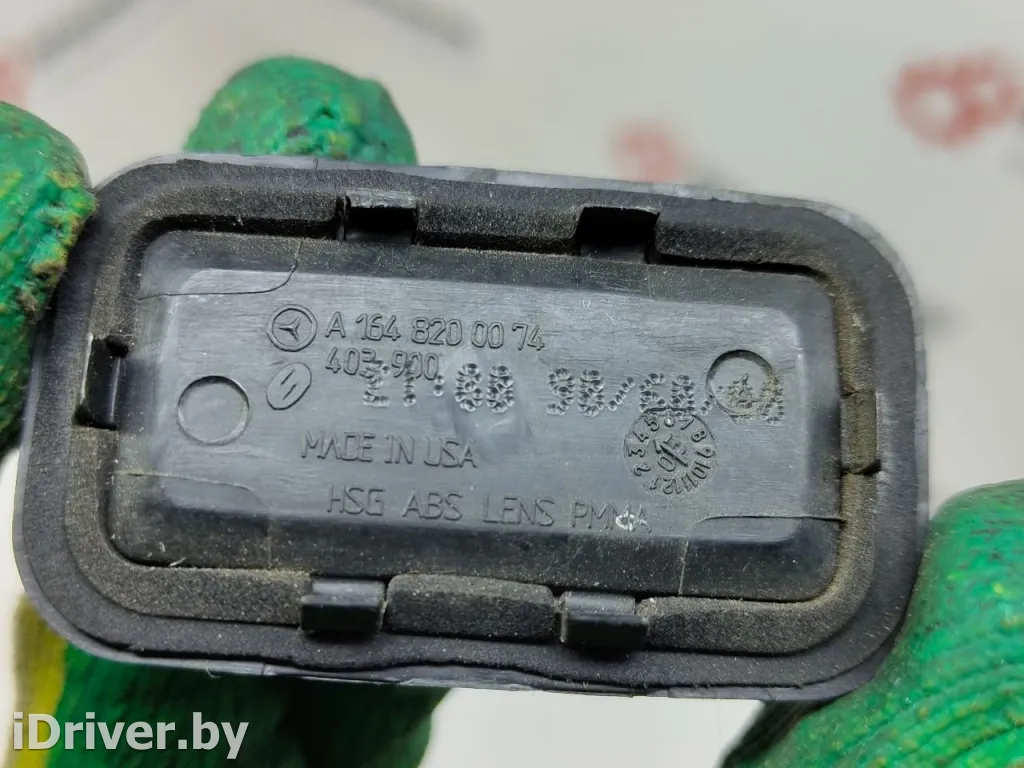 A 164 820 00 74
403 900
MADE IN USA
HSG ABS LENS PMMA
iDriver.by